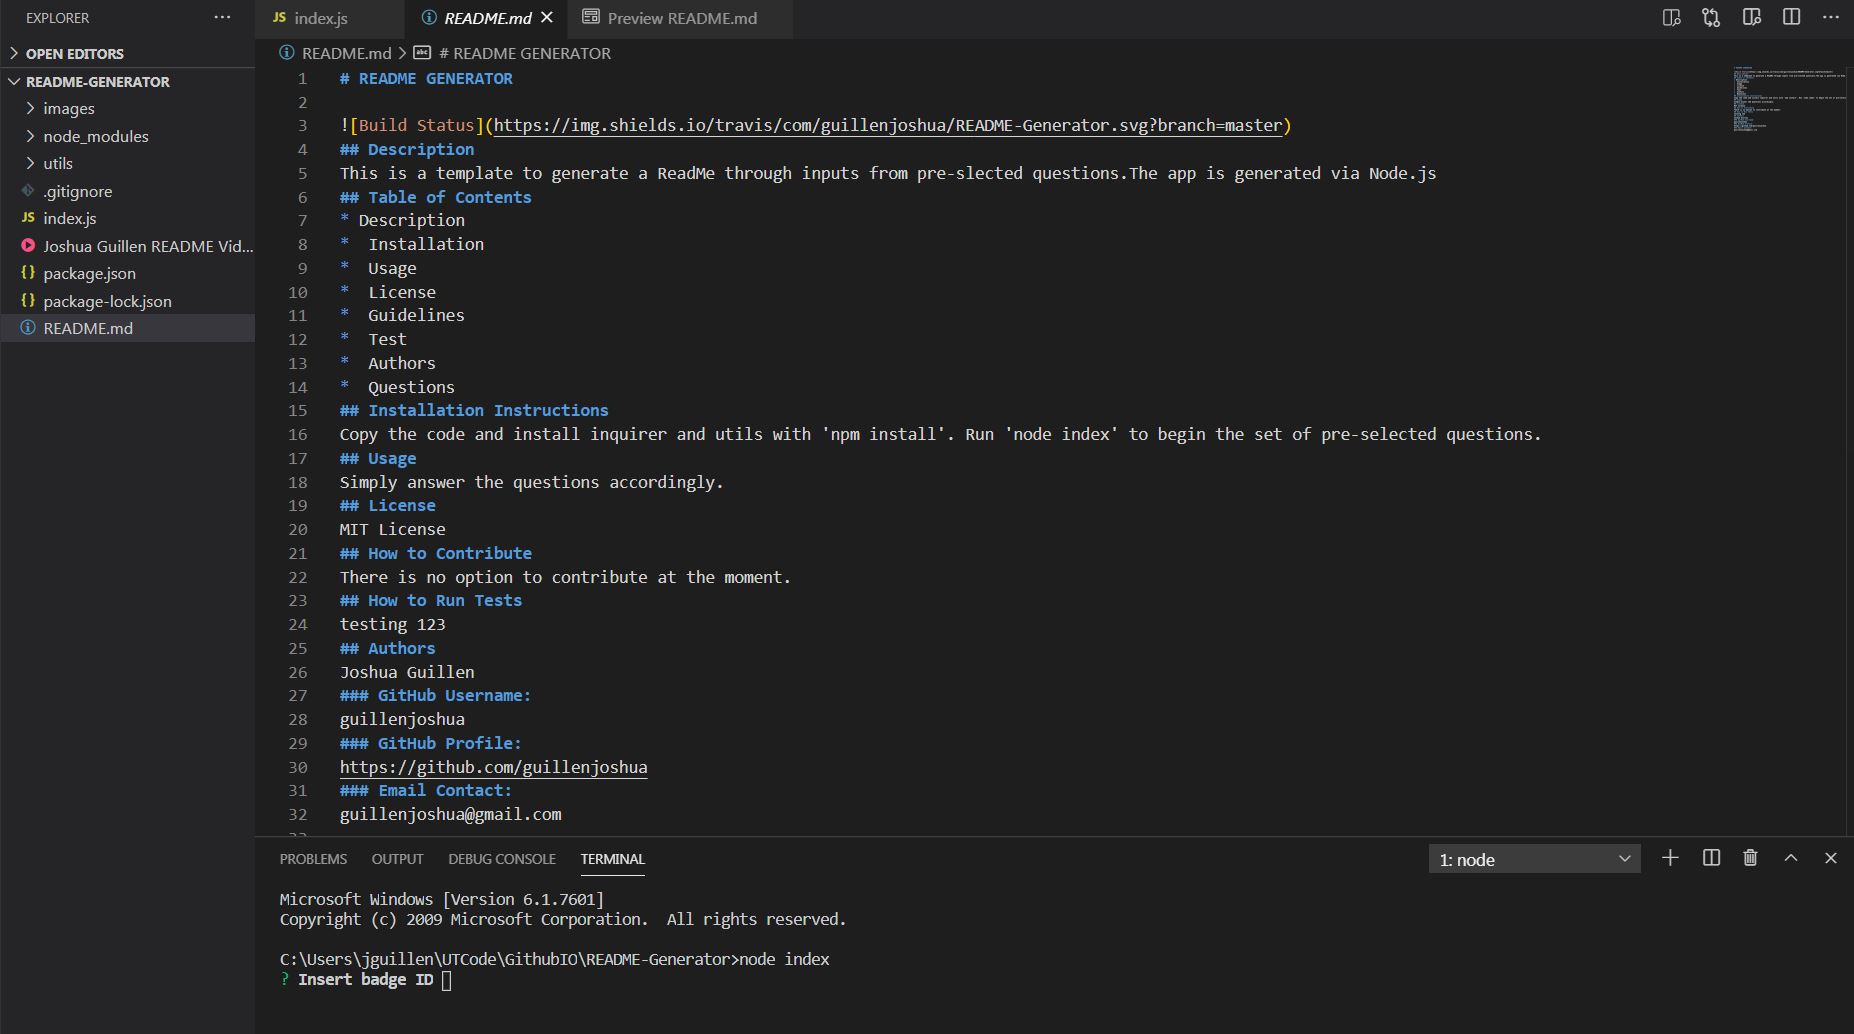 EXPLORER
OPEN EDITORS
README-GENERATOR
images
node_modules
utils
.gitignore
JS index.js
Joshua Guillen README Vid...
{} package.json
{} package-lock.json
README.md
JS index.js
README.md
Preview README.md
README.md > abc # README GENERATOR
1 # README GENERATOR
2
3 ![Build Status](https://img.shields.io/travis/com/guillenjoshua/README-Generator.svg?branch=master)
4 ## Description
5 This is a template to generate a ReadMe through inputs from pre-slected questions.The app is generated via Node.js
6 ## Table of Contents
7 * Description
8 *  Installation
9 *  Usage
10 *  License
11 *  Guidelines
12 *  Test
13 *  Authors
14 *  Questions
15 ## Installation Instructions
16 Copy the code and install inquirer and utils with 'npm install'. Run 'node index' to begin the set of pre-selected questions.
17 ## Usage
18 Simply answer the questions accordingly.
19 ## License
20 MIT License
21 ## How to Contribute
22 There is no option to contribute at the moment.
23 ## How to Run Tests
24 testing 123
25 ## Authors
26 Joshua Guillen
27 ### GitHub Username:
28 guillenjoshua
29 ### GitHub Profile:
30 https://github.com/guillenjoshua
31 ### Email Contact:
32 guillenjoshua@gmail.com
PROBLEMS OUTPUT DEBUG CONSOLE TERMINAL
1: node
Microsoft Windows [Version 6.1.7601]
Copyright (c) 2009 Microsoft Corporation.  All rights reserved.
C:\Users\jguillen\UTCode\GithubIO\README-Generator>node index
? Insert badge ID